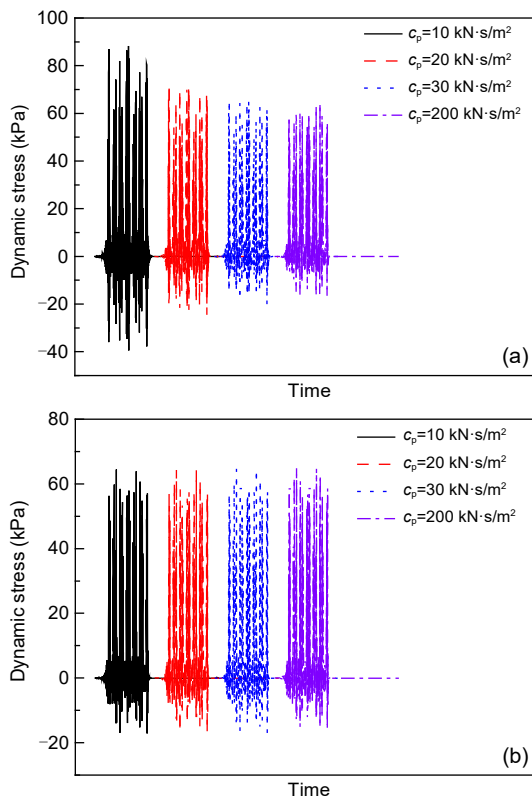 100
80
60
40
20
0
−20
−40
Dynamic stress (kPa)
cp=10 kN·s/m²
cp=20 kN·s/m²
cp=30 kN·s/m²
cp=200 kN·s/m²
(a)
Time
80
60
40
20
0
−20
Dynamic stress (kPa)
cp=10 kN·s/m²
cp=20 kN·s/m²
cp=30 kN·s/m²
cp=200 kN·s/m²
(b)
Time